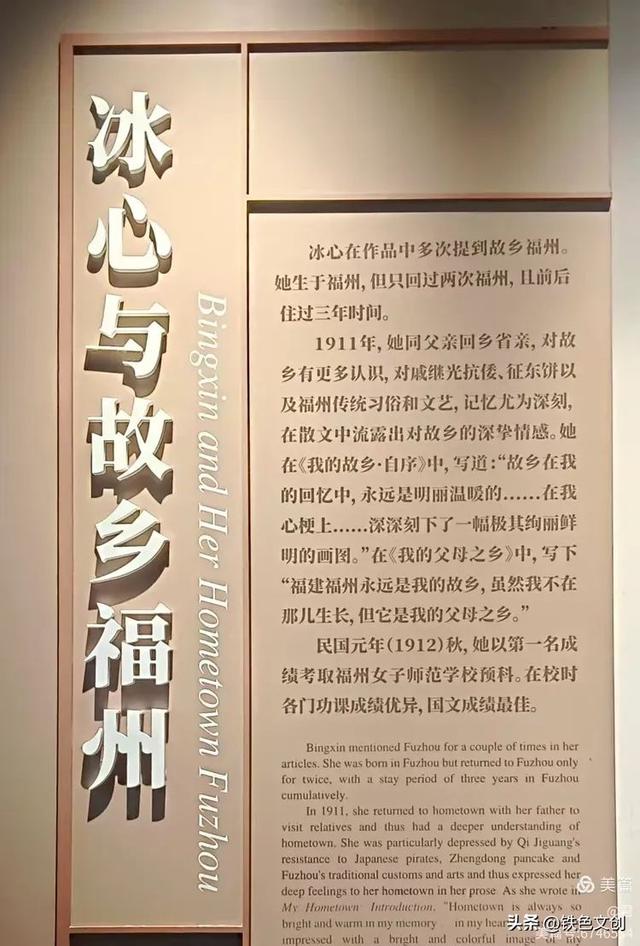 冰心与故乡福州
Bingxin and Her Hometown Fuzhou
冰心在作品中多次提到故乡福州。
她生于福州,但只回过两次福州,且前后
住过三年时间。
1911年,她同父亲回乡省亲,对故
乡有更多认识,对戚继光抗倭、征东饼以
及福州传统习俗和文艺,记忆尤为深刻,
在散文中流露出对故乡的深挚情感。她
在《我的故乡·自序》中,写道:“故乡在我
的回忆中,永远是明丽温暖的……在我
心梗上……深深刻下了一幅极其绚丽鲜
明的画图。”在《我的父母之乡》中,写下
“福建福州永远是我的故乡,虽然我不在
那儿生长,但它是我的父母之乡。”
民国元年(1912)秋,她以第一名成
绩考取福州女子师范学校预科。在校时
各门功课成绩优异,国文成绩最佳。
Bingxin mentioned Fuzhou for a couple of times in her
articles. She was born in Fuzhou but returned to Fuzhou only
for twice, with a stay period of three years in Fuzhou
cumulatively.
In 1911, she returned to hometown with her father to
visit relatives and thus had a deeper understanding of
hometown. She was particularly depressed by Qi Jiguang's
resistance to Japanese pirates, Zhengdong pancake and
Fuzhou's traditional customs and arts and thus expressed her
deep feelings to her hometown in her prose. As she wrote in
My Hometown· Introduction, "Hometown is always so
bright and warm in my memory in my hear
impressed with a bright and colorful image of my
美篇
头条 @铁色文创